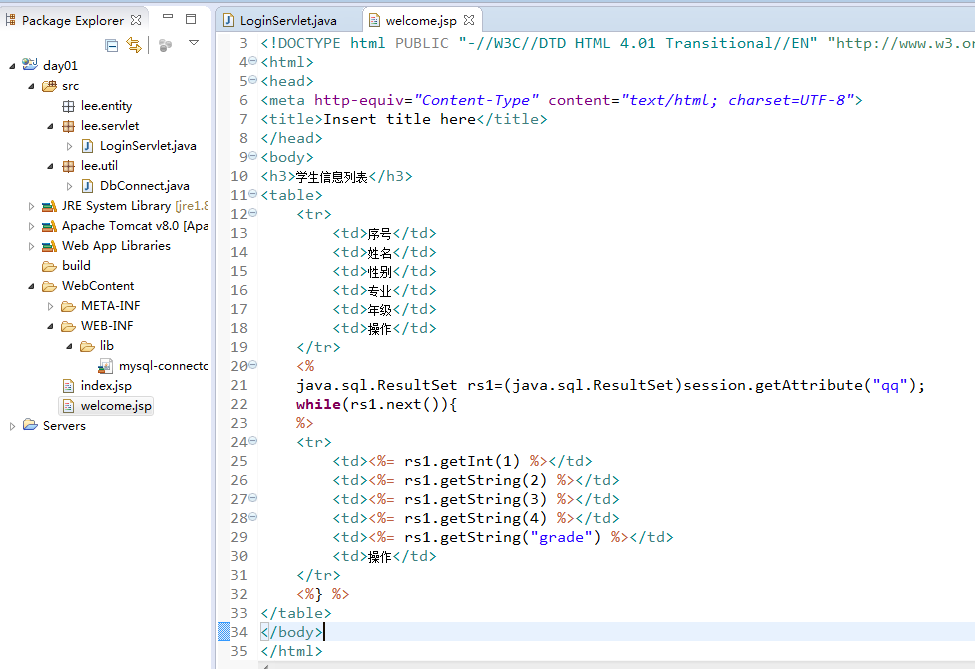 Package Explorer
day01
src
lee.entity
lee.servlet
LoginServlet.java
lee.util
DbConnect.java
JRE System Library [jre1.8
Apache Tomcat v8.0 [Apa
Web App Libraries
build
WebContent
META-INF
WEB-INF
lib
mysql-connecto
index.jsp
welcome.jsp
Servers
LoginServlet.java welcome.jsp
3 <!DOCTYPE html PUBLIC "-//W3C//DTD HTML 4.01 Transitional//EN" "http://www.w3.or
4 <html>
5 <head>
6 <meta http-equiv="Content-Type" content="text/html; charset=UTF-8">
7 <title>Insert title here</title>
8 </head>
9 <body>
10 <h3>学生信息列表</h3>
11 <table>
12 <tr>
13 <td>序号</td>
14 <td>姓名</td>
15 <td>性别</td>
16 <td>专业</td>
17 <td>年级</td>
18 <td>操作</td>
19 </tr>
20 <%
21 java.sql.ResultSet rs1=(java.sql.ResultSet)session.getAttribute("qq");
22 while(rs1.next()){
23 %>
24 <tr>
25 <td><%= rs1.getInt(1) %></td>
26 <td><%= rs1.getString(2) %></td>
27 <td><%= rs1.getString(3) %></td>
28 <td><%= rs1.getString(4) %></td>
29 <td><%= rs1.getString("grade") %></td>
30 <td>操作</td>
31 </tr>
32 <%} %>
33 </table>
34 </body>
35 </html>